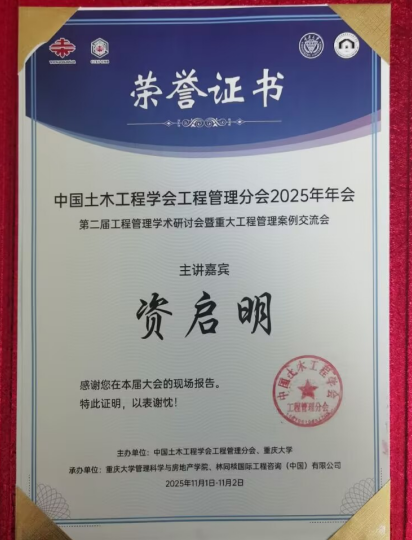 荣誉证书
中国土木工程学会工程管理分会2025年年会
第二届工程管理学术研讨会暨重大工程管理案例交流会
主讲嘉宾
资启明
感谢您在本届大会的现场报告。
特此证明，以表谢忱！
中国土木工程学会
工程管理分会
主办单位：中国土木工程学会工程管理分会、重庆大学
承办单位：重庆大学管理科学与房地产学院、林同棪国际工程咨询（中国）有限公司
2025年11月1日-11月2日